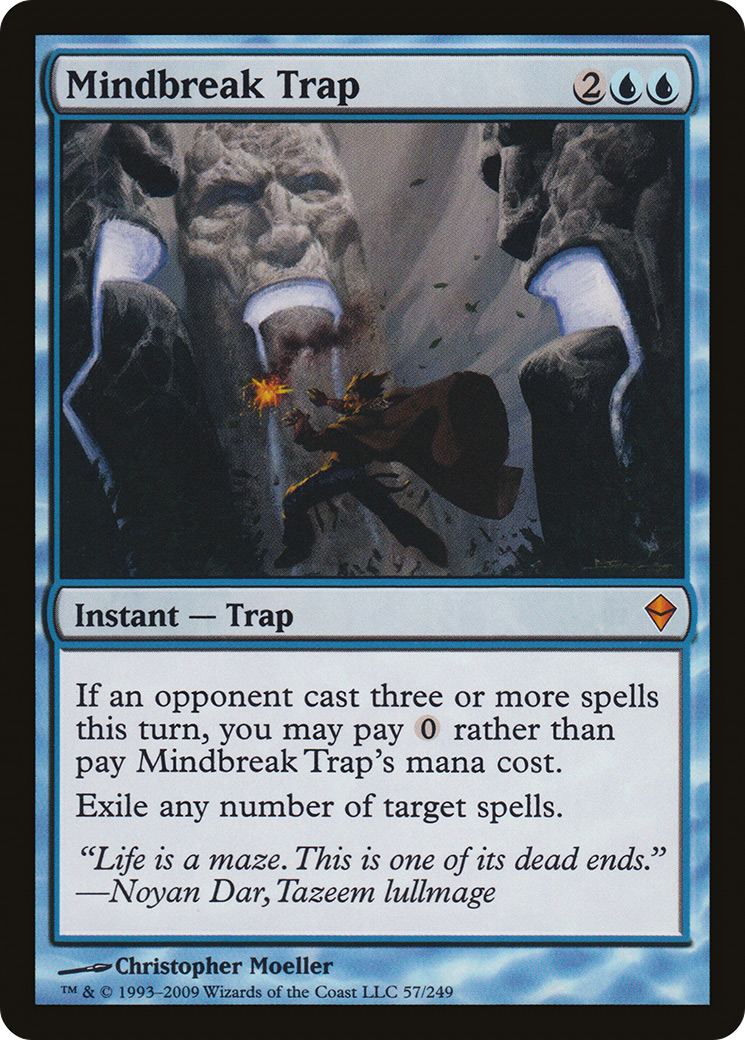 Mindbreak Trap 2
Instant — Trap
If an opponent cast three or more spells
this turn, you may pay 0 rather than
pay Mindbreak Trap's mana cost.
Exile any number of target spells.
“Life is a maze. This is one of its dead ends.”
—Noyan Dar, Tazeem lullmage
Christopher Moeller
™ & © 1993–2009 Wizards of the Coast LLC 57/249